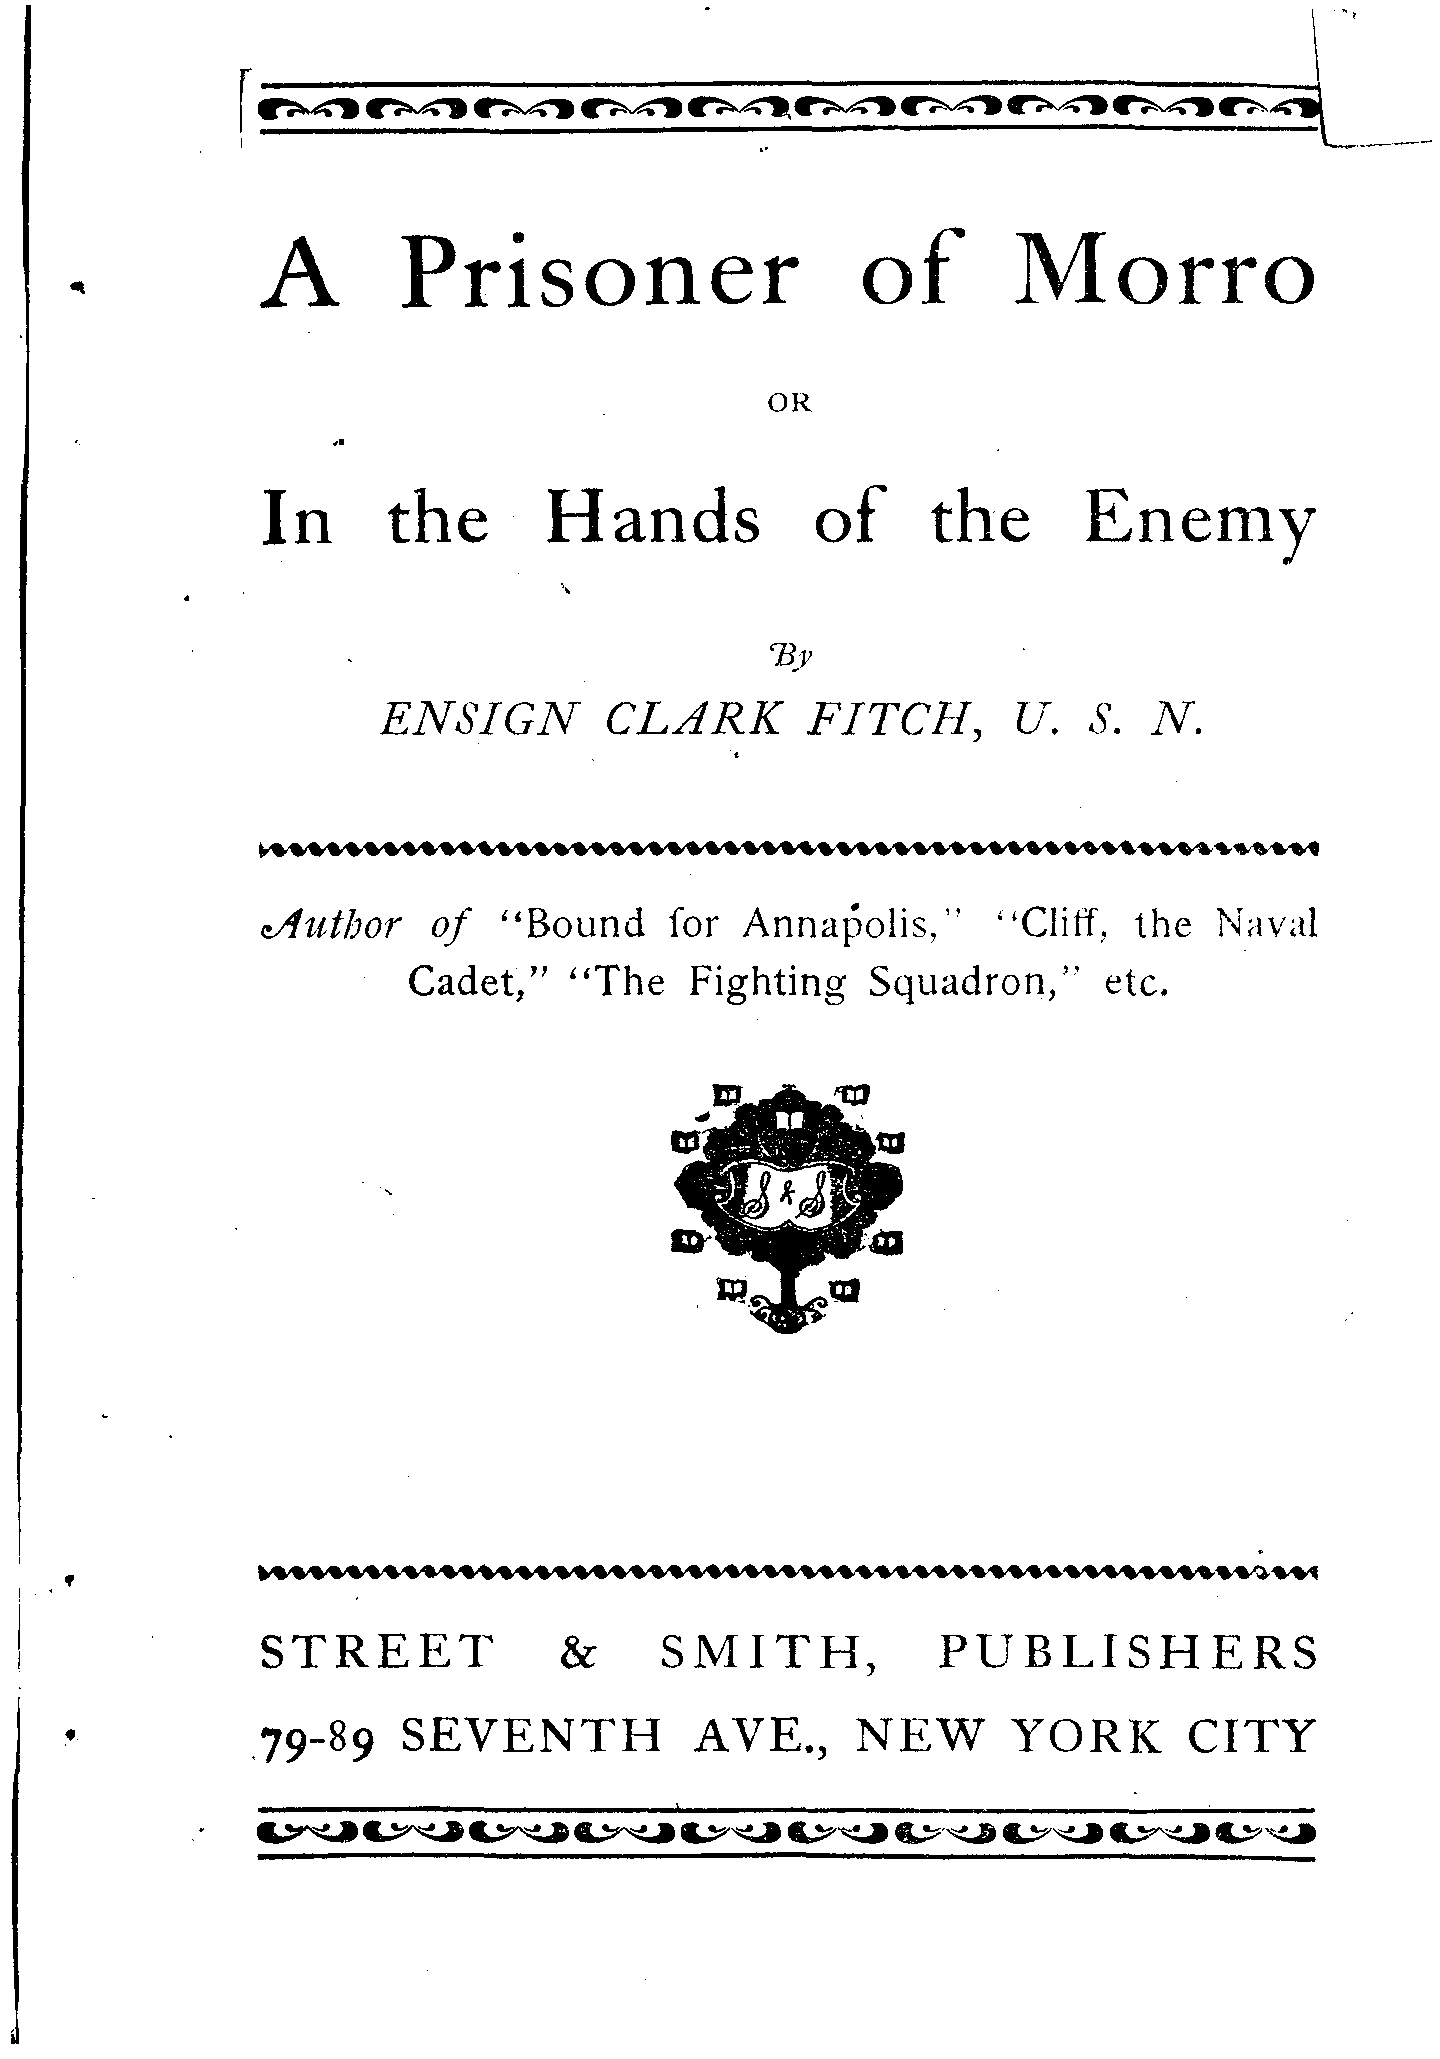 A Prisoner of Morro
OR
In the Hands of the Enemy
By
ENSIGN CLARK FITCH, U. S. N.
Author of “Bound for Annapolis,” “Cliff, the Naval
Cadet,” “The Fighting Squadron,” etc.
S & S
STREET & SMITH, PUBLISHERS
79-89 SEVENTH AVE., NEW YORK CITY